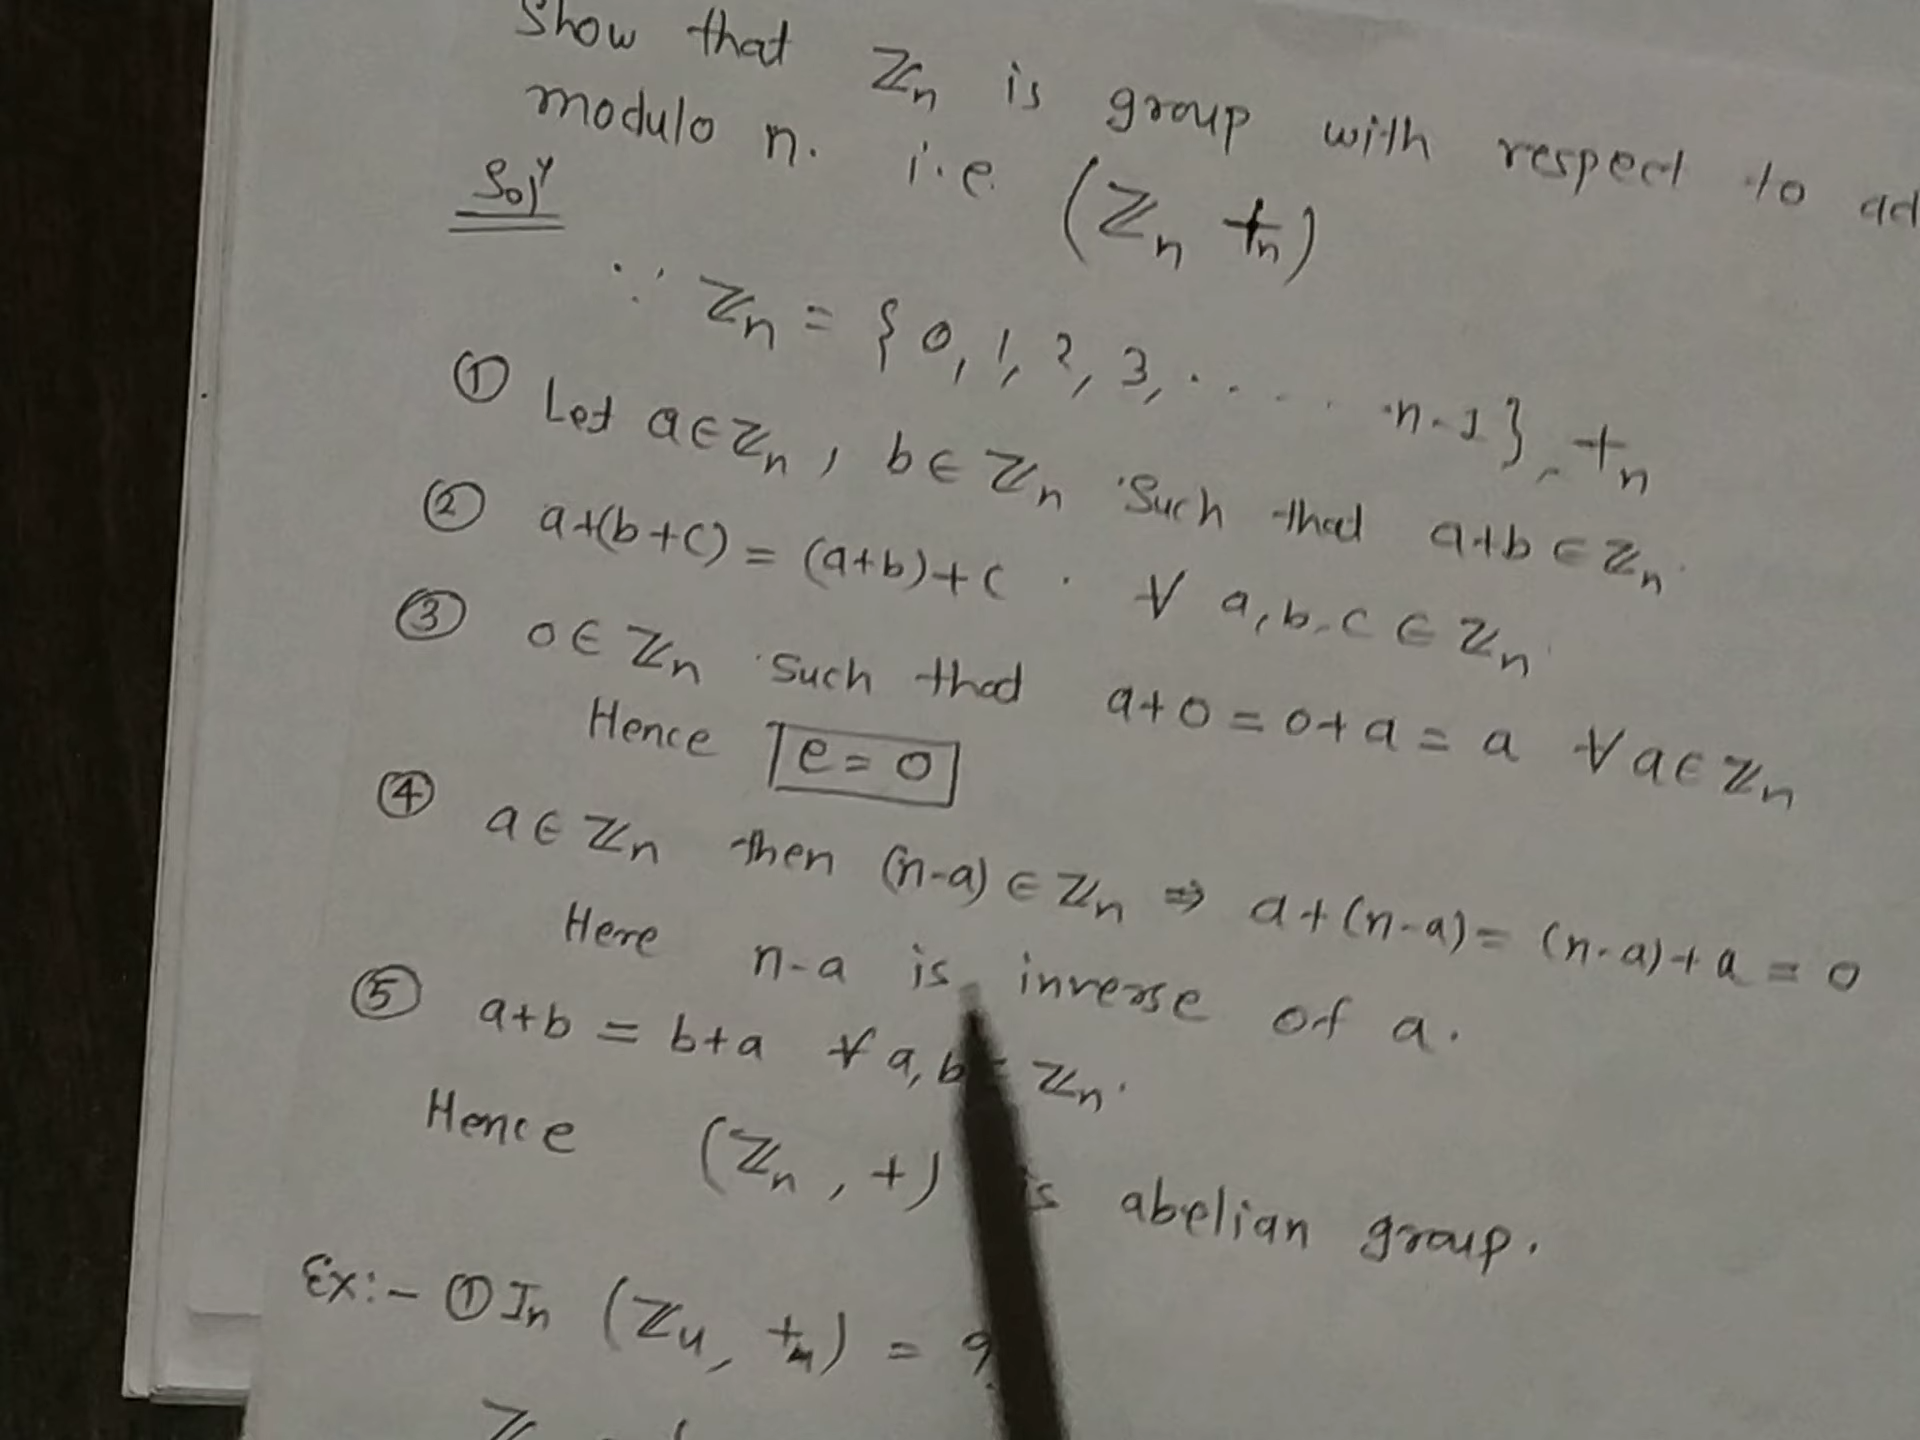 Show that ℤn is group with respect to ad
modulo n. i.e. (ℤn +n)
Solⁿ
∵ ℤn = {0, 1, 2, 3, ..... n-1}, +n
① Let a∈ℤn, b∈ℤn Such that a+b∈ℤn.
② a+(b+c) = (a+b)+c. ∀ a,b,c ∈ ℤn.
③ 0∈ℤn Such that a+0=0+a=a ∀a∈ℤn
Hence e=0
④ a∈ℤn then (n-a)∈ℤn ⇒ a+(n-a)=(n-a)+a=0
Here n-a is inverse of a.
⑤ a+b = b+a ∀ a,b ℤn.
Hence (ℤn, +) is abelian group.
Ex:- ① In (ℤ4, +4) =